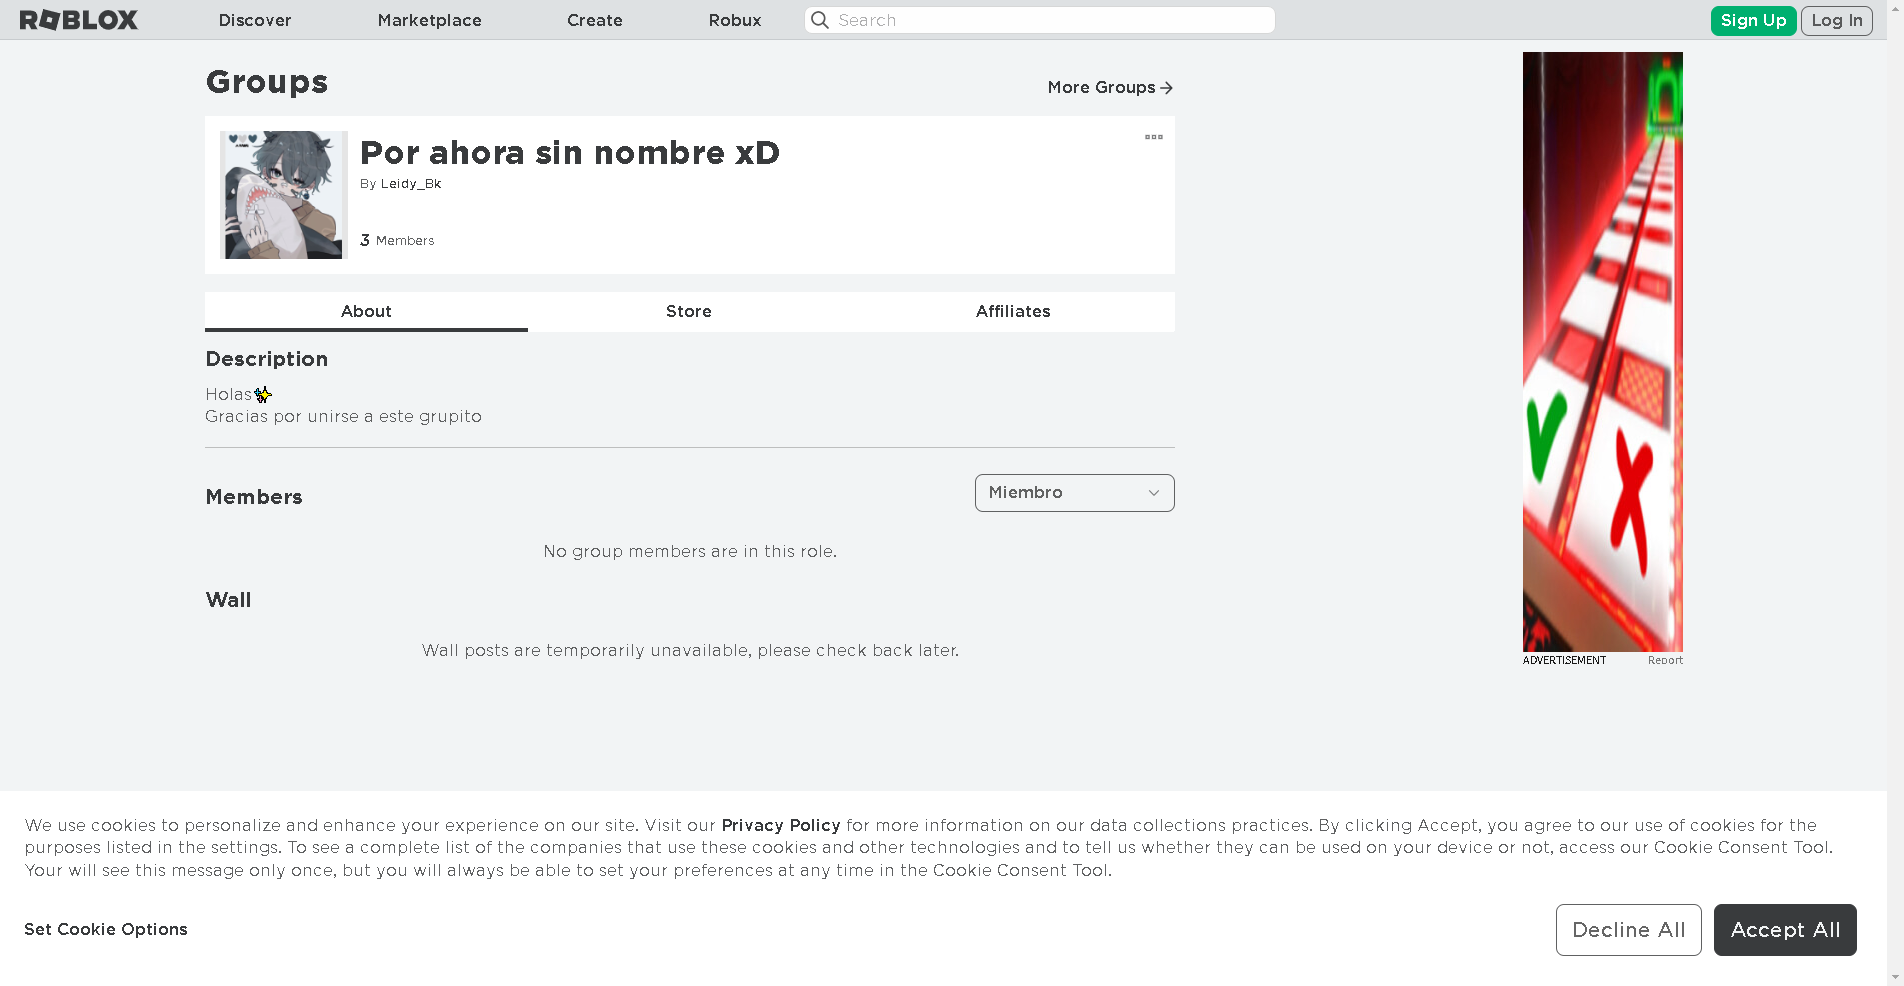 ROBLOX
Discover
Marketplace
Create
Robux
Search
Sign Up
Log In
Groups
More Groups
Por ahora sin nombre xD
By Leidy_Bk
3 Members
About
Store
Affiliates
Description
Holas✨
Gracias por unirse a este grupito
Members
Miembro
No group members are in this role.
Wall
Wall posts are temporarily unavailable, please check back later.
ADVERTISEMENT
Report
We use cookies to personalize and enhance your experience on our site. Visit our Privacy Policy for more information on our data collections practices. By clicking Accept, you agree to our use of cookies for the
purposes listed in the settings. To see a complete list of the companies that use these cookies and other technologies and to tell us whether they can be used on your device or not, access our Cookie Consent Tool.
Your will see this message only once, but you will always be able to set your preferences at any time in the Cookie Consent Tool.
Set Cookie Options
Decline All
Accept All